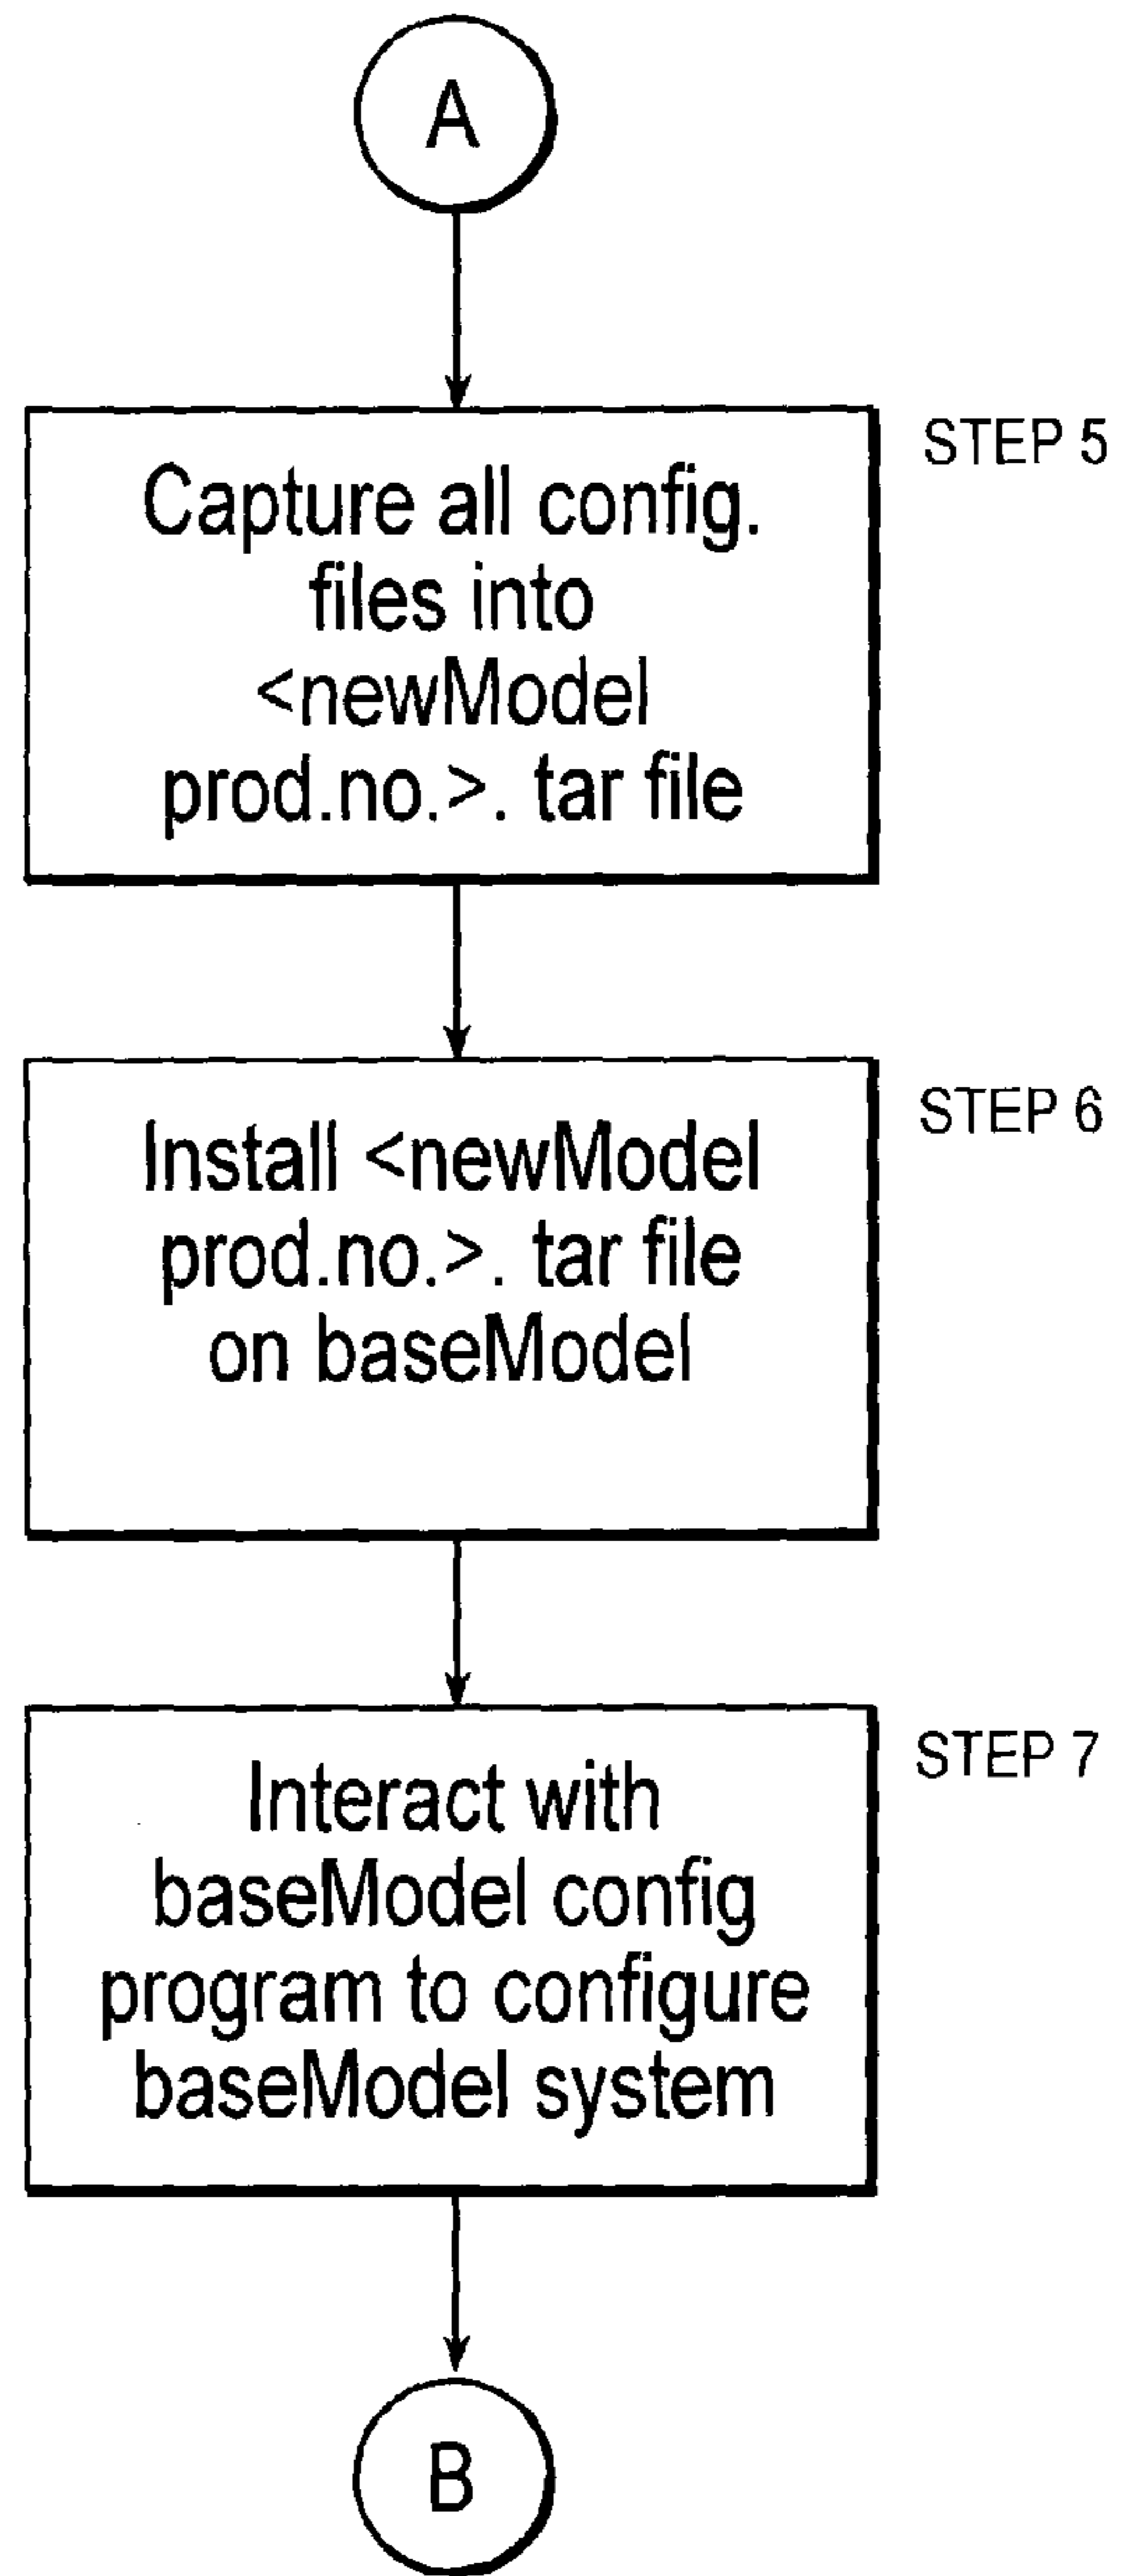 A
STEP 5
Capture all config.
files into
<newModel
prod.no.>. tar file
STEP 6
Install <newModel
prod.no.>. tar file
on baseModel
STEP 7
Interact with
baseModel config
program to configure
baseModel system
B